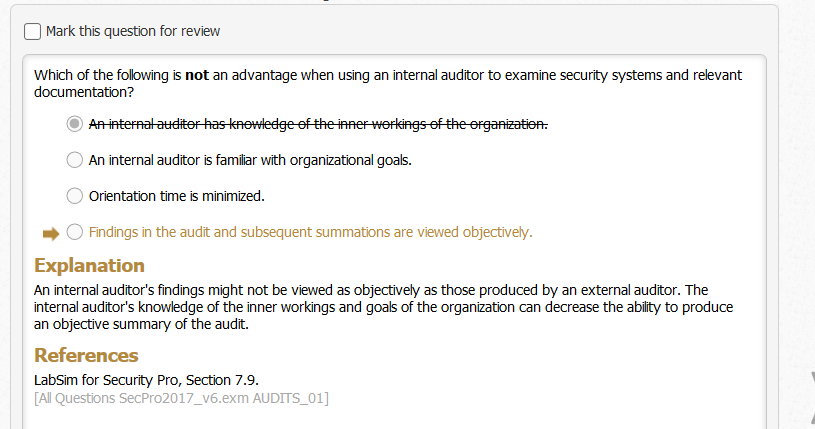 Mark this question for review
Which of the following is not an advantage when using an internal auditor to examine security systems and relevant
documentation?
An internal auditor has knowledge of the inner workings of the organization.
An internal auditor is familiar with organizational goals.
Orientation time is minimized.
Findings in the audit and subsequent summations are viewed objectively.
Explanation
An internal auditor's findings might not be viewed as objectively as those produced by an external auditor. The
internal auditor's knowledge of the inner workings and goals of the organization can decrease the ability to produce
an objective summary of the audit.
References
LabSim for Security Pro, Section 7.9.
[All Questions SecPro2017_v6.exm AUDITS_01]